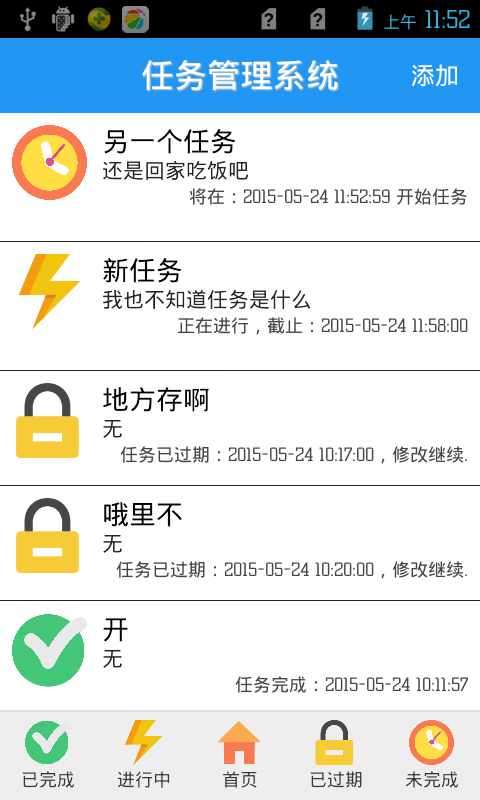 上午 11:52
任务管理系统 添加
另一个任务
还是回家吃饭吧
将在：2015-05-24 11:52:59 开始任务
新任务
我也不知道任务是什么
正在进行，截止：2015-05-24 11:58:00
地方存啊
无
任务已过期：2015-05-24 10:17:00，修改继续.
哦里不
无
任务已过期：2015-05-24 10:20:00，修改继续.
开
无
任务完成：2015-05-24 10:11:57
已完成 进行中 首页 已过期 未完成